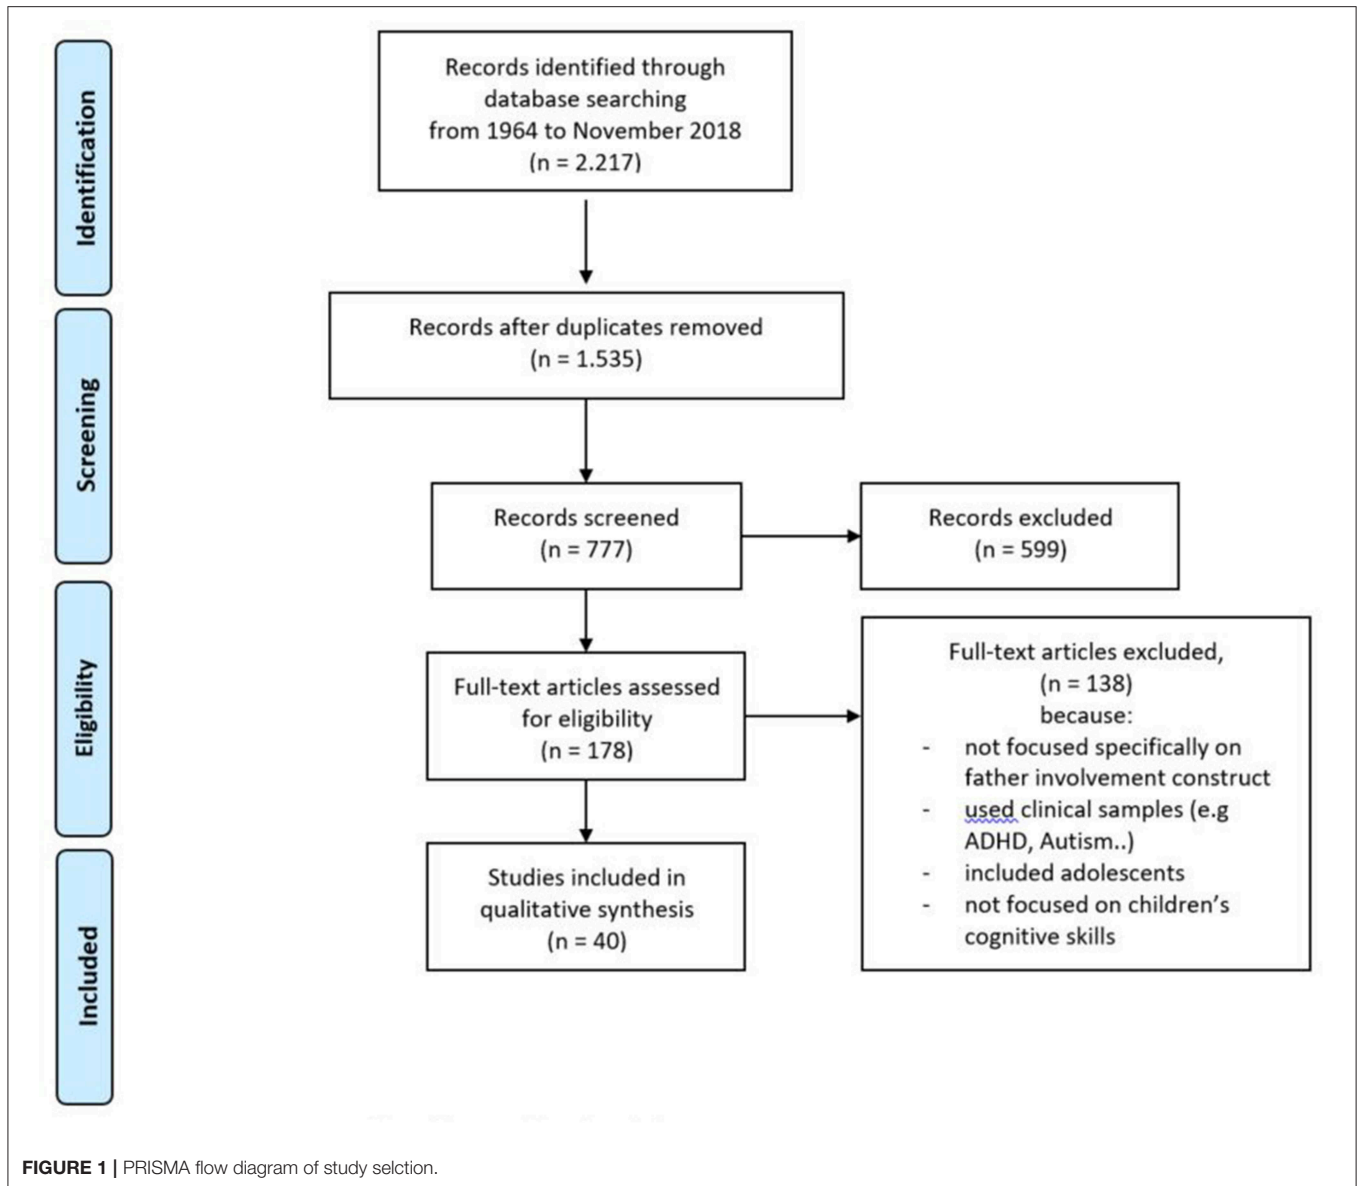 Identification
Records identified through
database searching
from 1964 to November 2018
(n = 2.217)
Screening
Records after duplicates removed
(n = 1.535)
Records screened
(n = 777)
Records excluded
(n = 599)
Eligibility
Full-text articles assessed
for eligibility
(n = 178)
Full-text articles excluded,
(n = 138)
because:
- not focused specifically on
father involvement construct
- used clinical samples (e.g
ADHD, Autism..)
- included adolescents
- not focused on children's
cognitive skills
Included
Studies included in
qualitative synthesis
(n = 40)
FIGURE 1 | PRISMA flow diagram of study selction.